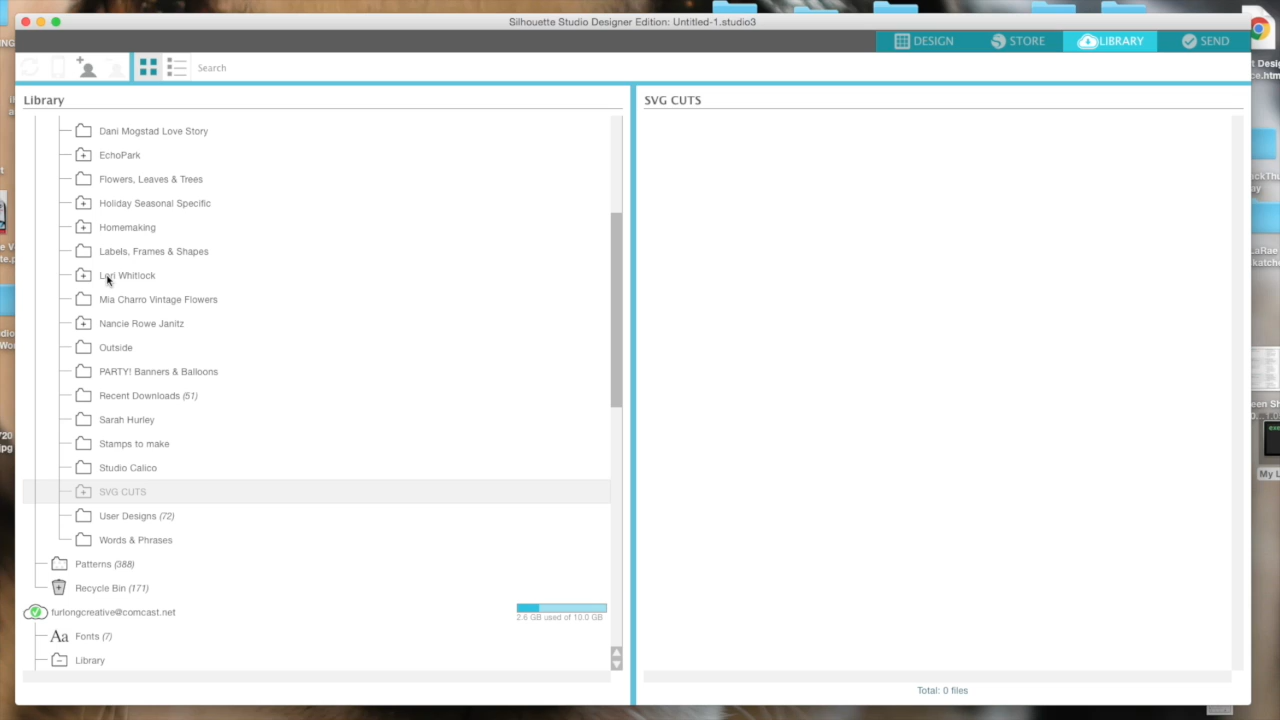 Silhouette Studio Designer Edition: Untitled-1.studio3
DESIGN
STORE
LIBRARY
SEND
Search
Library
SVG CUTS
Dani Mogstad Love Story
EchoPark
Flowers, Leaves & Trees
Holiday Seasonal Specific
Homemaking
Labels, Frames & Shapes
Lori Whitlock
Mia Charro Vintage Flowers
Nancie Rowe Janitz
Outside
PARTY! Banners & Balloons
Recent Downloads (51)
Sarah Hurley
Stamps to make
Studio Calico
SVG CUTS
User Designs (72)
Words & Phrases
Patterns (388)
Recycle Bin (171)
furlongcreative@comcast.net
2.6 GB used of 10.0 GB
Aa Fonts (7)
Library
Total: 0 files